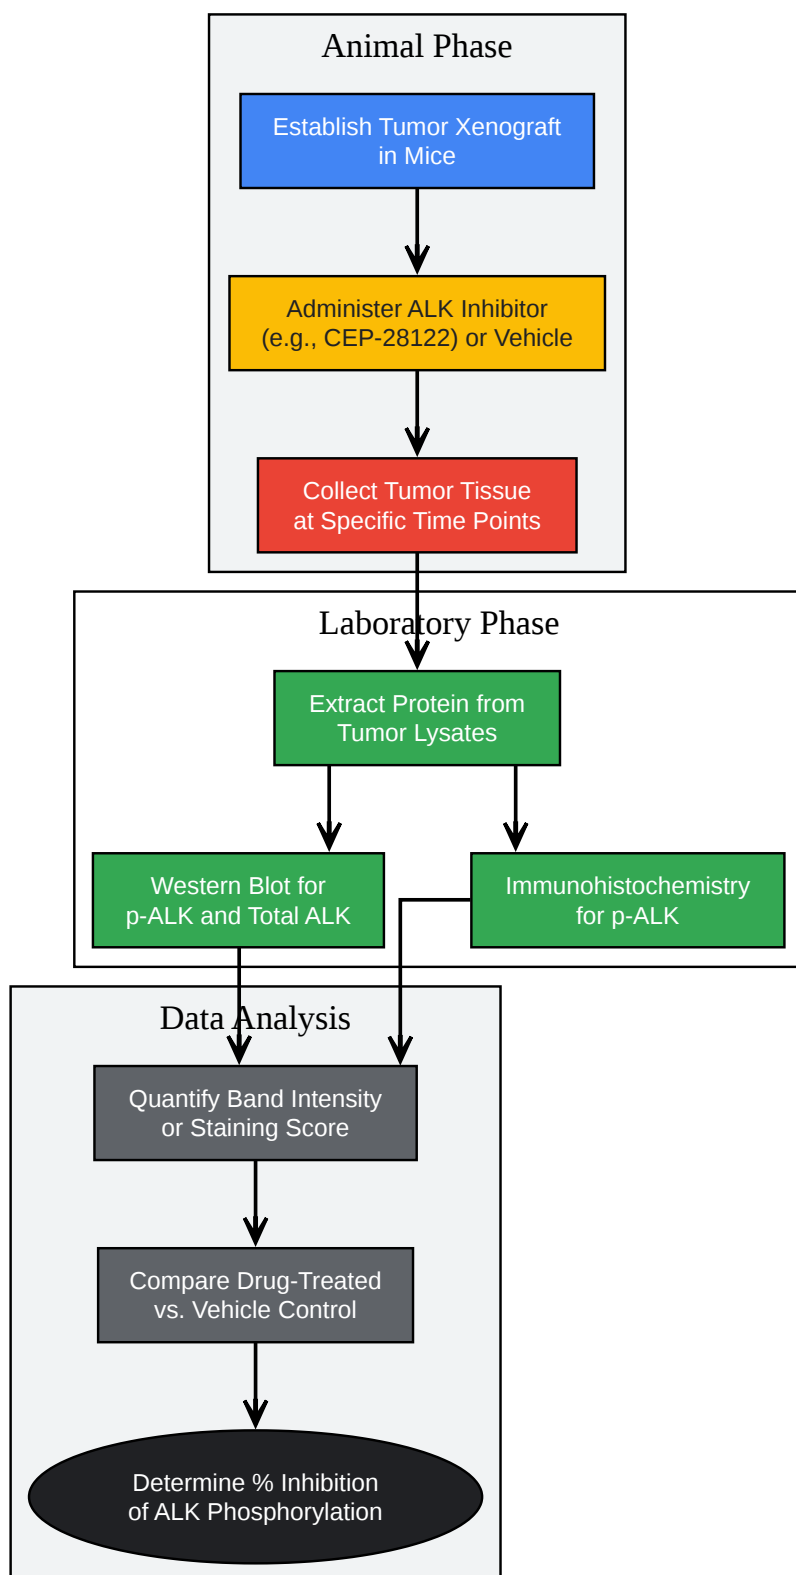 Animal Phase
Establish Tumor Xenograft
in Mice
Administer ALK Inhibitor
(e.g., CEP-28122) or Vehicle
Collect Tumor Tissue
at Specific Time Points
Laboratory Phase
Extract Protein from
Tumor Lysates
Western Blot for
p-ALK and Total ALK
Immunohistochemistry
for p-ALK
Data Analysis
Quantify Band Intensity
or Staining Score
Compare Drug-Treated
vs. Vehicle Control
Determine % Inhibition
of ALK Phosphorylation